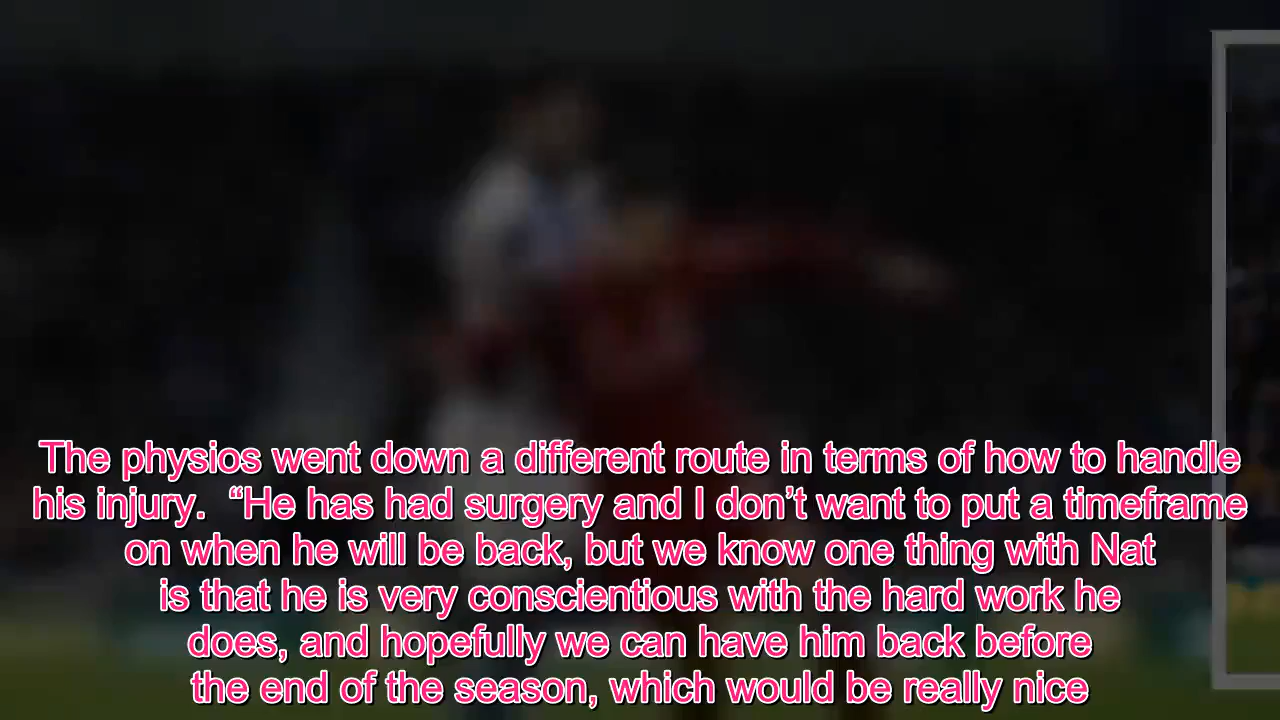 The physios went down a different route in terms of how to handle
his injury.  “He has had surgery and I don’t want to put a timeframe
on when he will be back, but we know one thing with Nat
is that he is very conscientious with the hard work he
does, and hopefully we can have him back before
the end of the season, which would be really nice